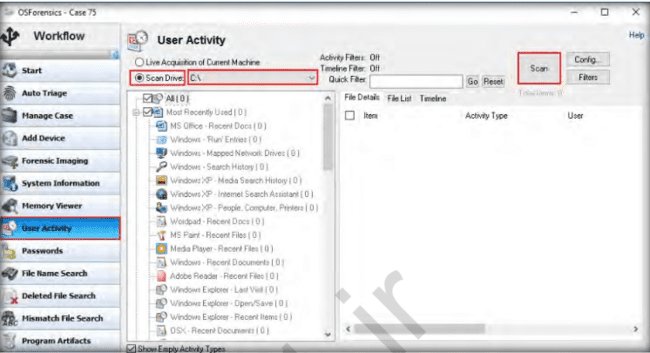 OSForensics - Case 75
Workflow
Start
Auto Triage
Manage Case
Add Device
Forensic Imaging
System Information
Memory Viewer
User Activity
Passwords
File Name Search
Deleted File Search
Mismatch File Search
Program Artifacts
User Activity
Help
Live Acquisition of Current Machine
Scan Drive: C:\
Activity Filters: Off
Timeline Filter: Off
Quick Filter:
Go Reset
Scan
Config...
Filters
Total Items: 0
All ( 0 )
Most Recently Used ( 0 )
MS Office - Recent Docs ( 0 )
Windows - 'Run' Entries ( 0 )
Windows - Mapped Network Drives ( 0 )
Windows - Search History ( 0 )
Windows XP - Media Search History ( 0 )
Windows XP - Internet Search Assistant ( 0 )
Windows XP - People, Computer, Printers ( 0 )
Wordpad - Recent Docs ( 0 )
MS Paint - Recent Files ( 0 )
Media Player - Recent Files ( 0 )
Windows - Recent Documents ( 0 )
Adobe Reader - Recent Files ( 0 )
Windows Explorer - Last Visit ( 0 )
Windows Explorer - Open/Save ( 0 )
Windows Explorer - Recent Items ( 0 )
OSX - Recent Documents ( 0 )
Show Empty Activity Types
File Details File List Timeline
Item Activity Type User